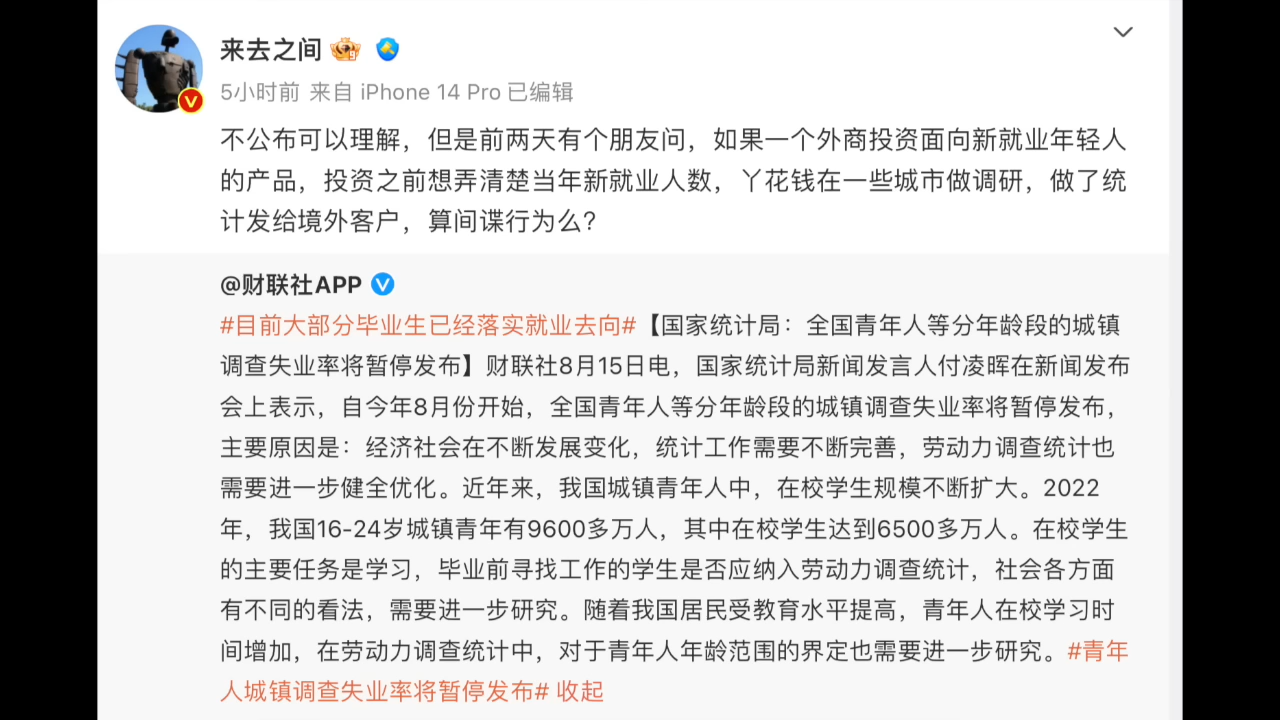 来去之间
5小时前 来自 iPhone 14 Pro 已编辑
不公布可以理解，但是前两天有个朋友问，如果一个外商投资面向新就业年轻人
的产品，投资之前想弄清楚当年新就业人数，丫花钱在一些城市做调研，做了统
计发给境外客户，算间谍行为么？
@财联社APP
#目前大部分毕业生已经落实就业去向#【国家统计局：全国青年人等分年龄段的城镇
调查失业率将暂停发布】财联社8月15日电，国家统计局新闻发言人付凌晖在新闻发布
会上表示，自今年8月份开始，全国青年人等分年龄段的城镇调查失业率将暂停发布，
主要原因是：经济社会在不断发展变化，统计工作需要不断完善，劳动力调查统计也
需要进一步健全优化。近年来，我国城镇青年人中，在校学生规模不断扩大。2022
年，我国16-24岁城镇青年有9600多万人，其中在校学生达到6500多万人。在校学生
的主要任务是学习，毕业前寻找工作的学生是否应纳入劳动力调查统计，社会各方面
有不同的看法，需要进一步研究。随着我国居民受教育水平提高，青年人在校学习时
间增加，在劳动力调查统计中，对于青年人年龄范围的界定也需要进一步研究。#青年
人城镇调查失业率将暂停发布# 收起